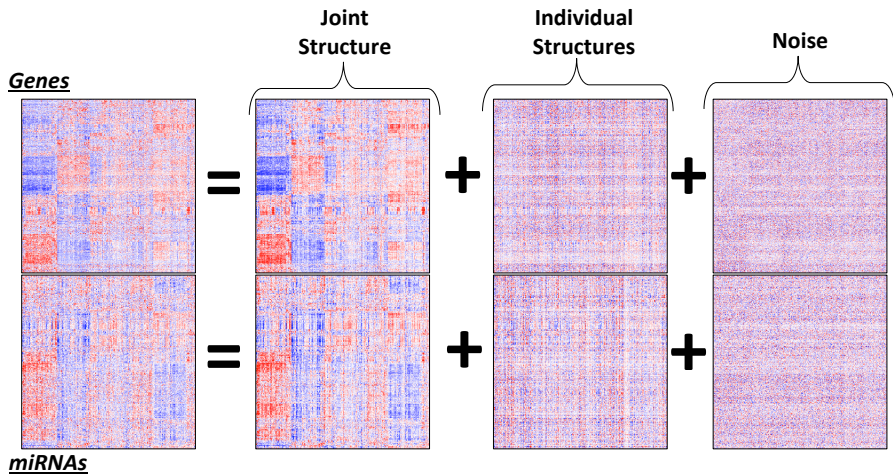 Joint
Structure
Individual
Structures
Noise
Genes
=
+
+
=
+
+
miRNAs